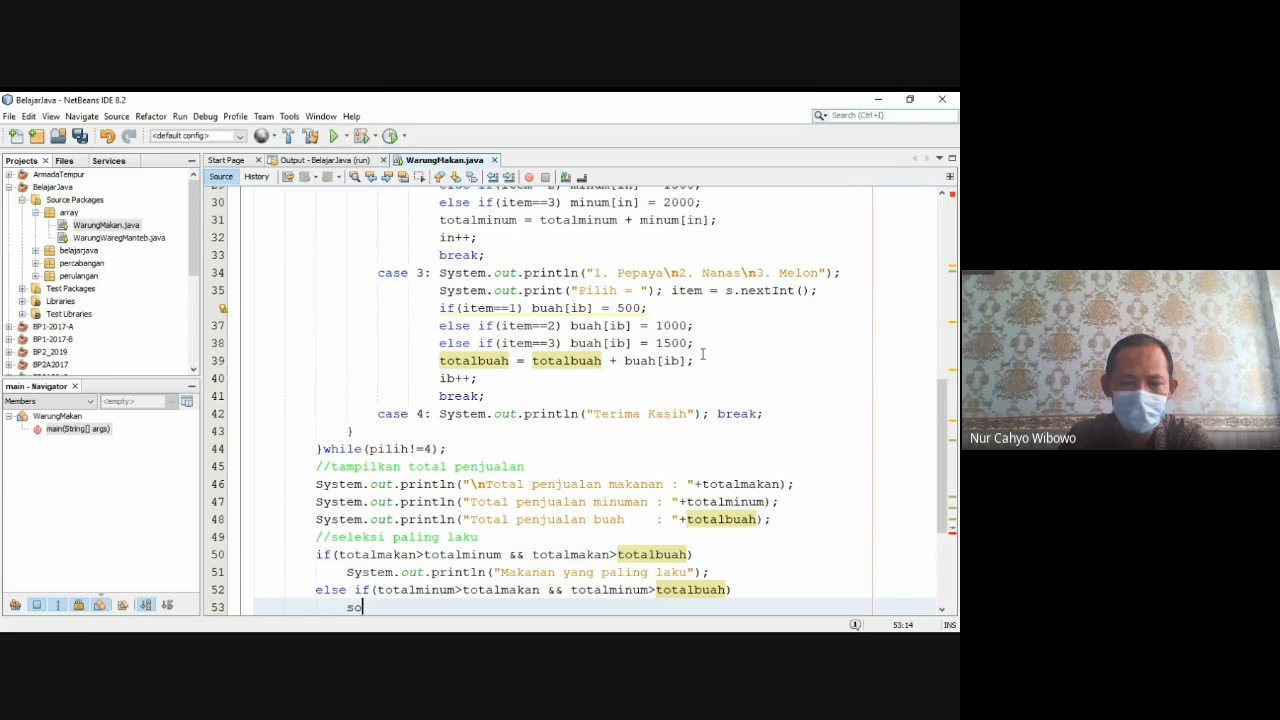 BelajarJava - NetBeans IDE 8.2
File Edit View Navigate Source Refactor Run Debug Profile Team Tools Window Help
Search (Ctrl+I)
<default config>
Projects Files Services
Start Page Output - BelajarJava (run) WarungMakan.java
Source History
ArmadaTempur
BelajarJava
Source Packages
array
WarungMakan.java
WarungWaregManteb.java
belajarjava
percabangan
perulangan
Test Packages
Libraries
Test Libraries
BP1-2017-A
BP1-2017-B
BP2_2019
BP2A2017
main - Navigator
Members <empty>
WarungMakan
main(String[] args)
30 else if(item==3) minum[in] = 2000;
31 totalminum = totalminum + minum[in];
32 in++;
33 break;
34 case 3: System.out.println("1. Pepaya\n2. Nanas\n3. Melon");
35 System.out.print("Pilih = "); item = s.nextInt();
if(item==1) buah[ib] = 500;
37 else if(item==2) buah[ib] = 1000;
38 else if(item==3) buah[ib] = 1500;
39 totalbuah = totalbuah + buah[ib];
40 ib++;
41 break;
42 case 4: System.out.println("Terima Kasih"); break;
43 }
44 }while(pilih!=4);
45 //tampilkan total penjualan
46 System.out.println("\nTotal penjualan makanan : "+totalmakan);
47 System.out.println("Total penjualan minuman : "+totalminum);
48 System.out.println("Total penjualan buah    : "+totalbuah);
49 //seleksi paling laku
50 if(totalmakan>totalminum && totalmakan>totalbuah)
51 System.out.println("Makanan yang paling laku");
52 else if(totalminum>totalmakan && totalminum>totalbuah)
53 so
53:14 INS
Nur Cahyo Wibowo